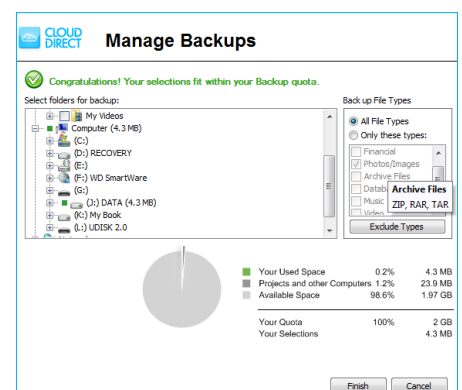 CLOUD
DIRECT
Manage Backups
Congratulations! Your selections fit within your Backup quota.
Select folders for backup:
Back up File Types
My Videos
Computer (4.3 MB)
(C:)
(D:) RECOVERY
(E:)
(F:) WD SmartWare
(G:)
(J:) DATA (4.3 MB)
(K:) My Book
(L:) UDISK 2.0
All File Types
Only these types:
Financial
Photos/Images
Archive Files
Datab
Music
Video
Archive Files
ZIP, RAR, TAR
Exclude Types
Your Used Space 0.2% 4.3 MB
Projects and other Computers 1.2% 23.9 MB
Available Space 98.6% 1.97 GB
Your Quota 100% 2 GB
Your Selections 4.3 MB
Finish Cancel